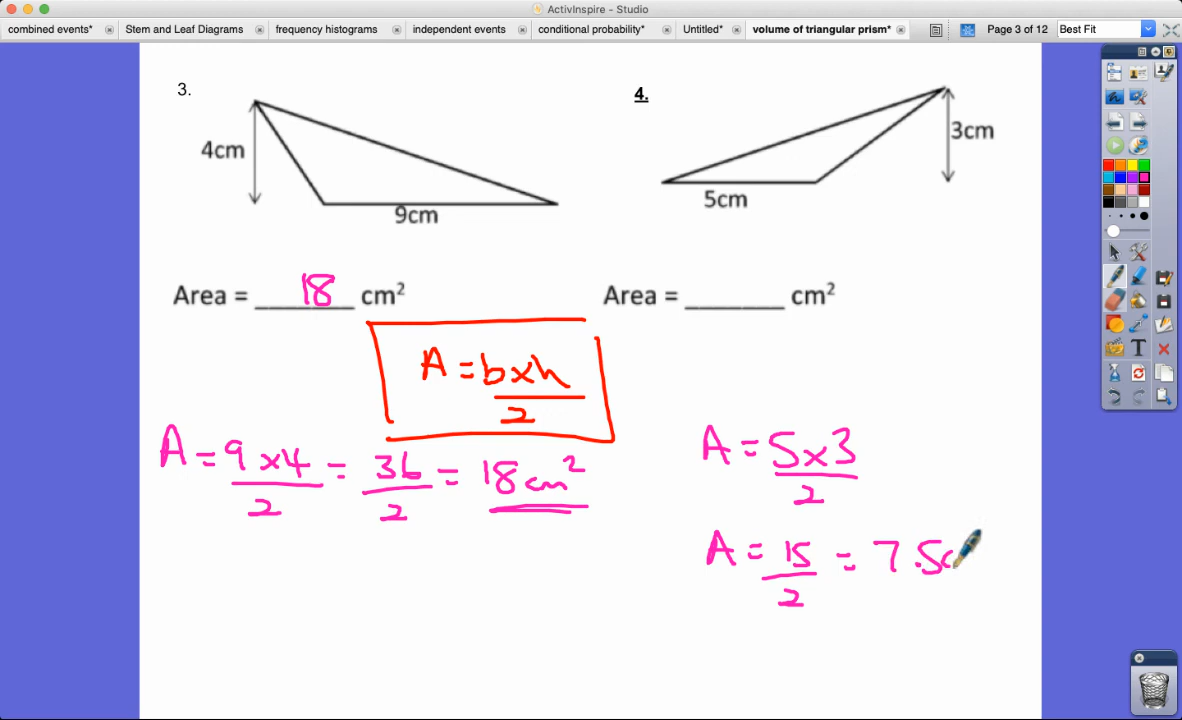 ActivInspire - Studio
combined events* Stem and Leaf Diagrams frequency histograms independent events conditional probability* Untitled* volume of triangular prism* Page 3 of 12 Best Fit
3.
4cm
9cm
4.
3cm
5cm
Area = 18 cm²
Area = ______ cm²
A = b×h
2
A = 9 ×4 = 36 = 18 cm²
2 2
A = 5×3
2
A = 15 = 7.5c
2
T